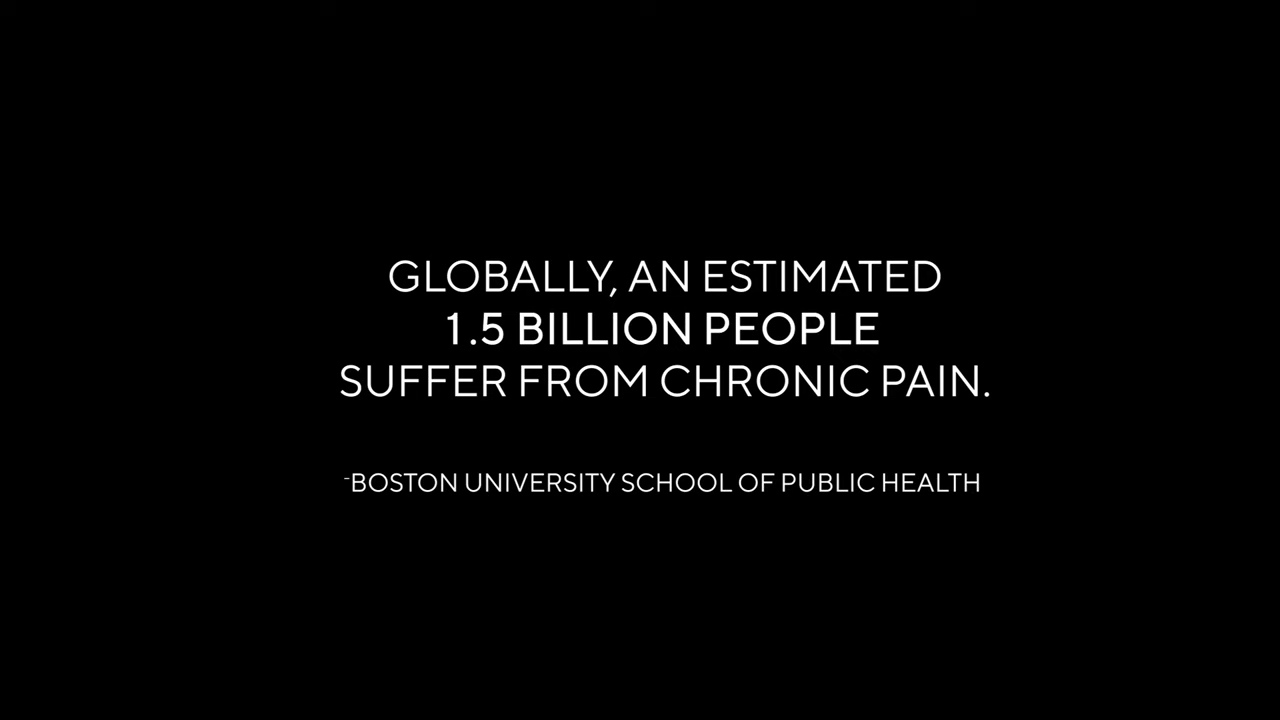 GLOBALLY, AN ESTIMATED
1.5 BILLION PEOPLE
SUFFER FROM CHRONIC PAIN.
-BOSTON UNIVERSITY SCHOOL OF PUBLIC HEALTH